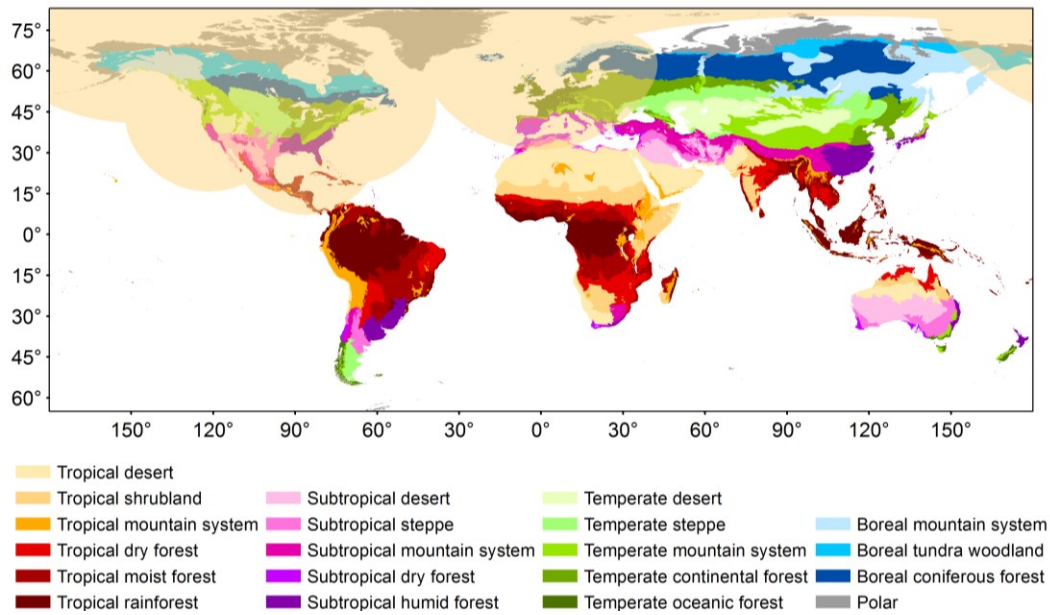 75°
60°
45°
30°
15°
0°
15°
30°
45°
60°
150° 120° 90° 60° 30° 0° 30° 60° 90° 120° 150°
Tropical desert
Tropical shrubland Subtropical desert Temperate desert
Tropical mountain system Subtropical steppe Temperate steppe Boreal mountain system
Tropical dry forest Subtropical mountain system Temperate mountain system Boreal tundra woodland
Tropical moist forest Subtropical dry forest Temperate continental forest Boreal coniferous forest
Tropical rainforest Subtropical humid forest Temperate oceanic forest Polar